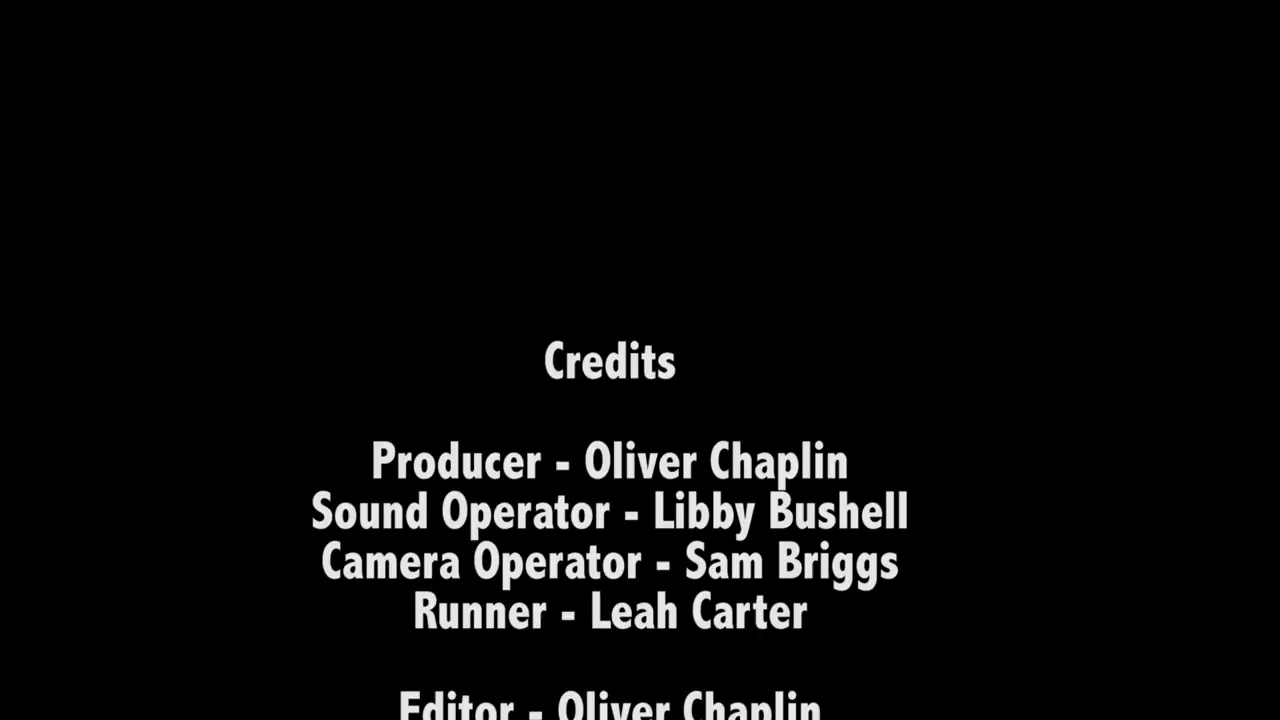 Credits
Producer - Oliver Chaplin
Sound Operator - Libby Bushell
Camera Operator - Sam Briggs
Runner - Leah Carter
Editor - Oliver Chaplin